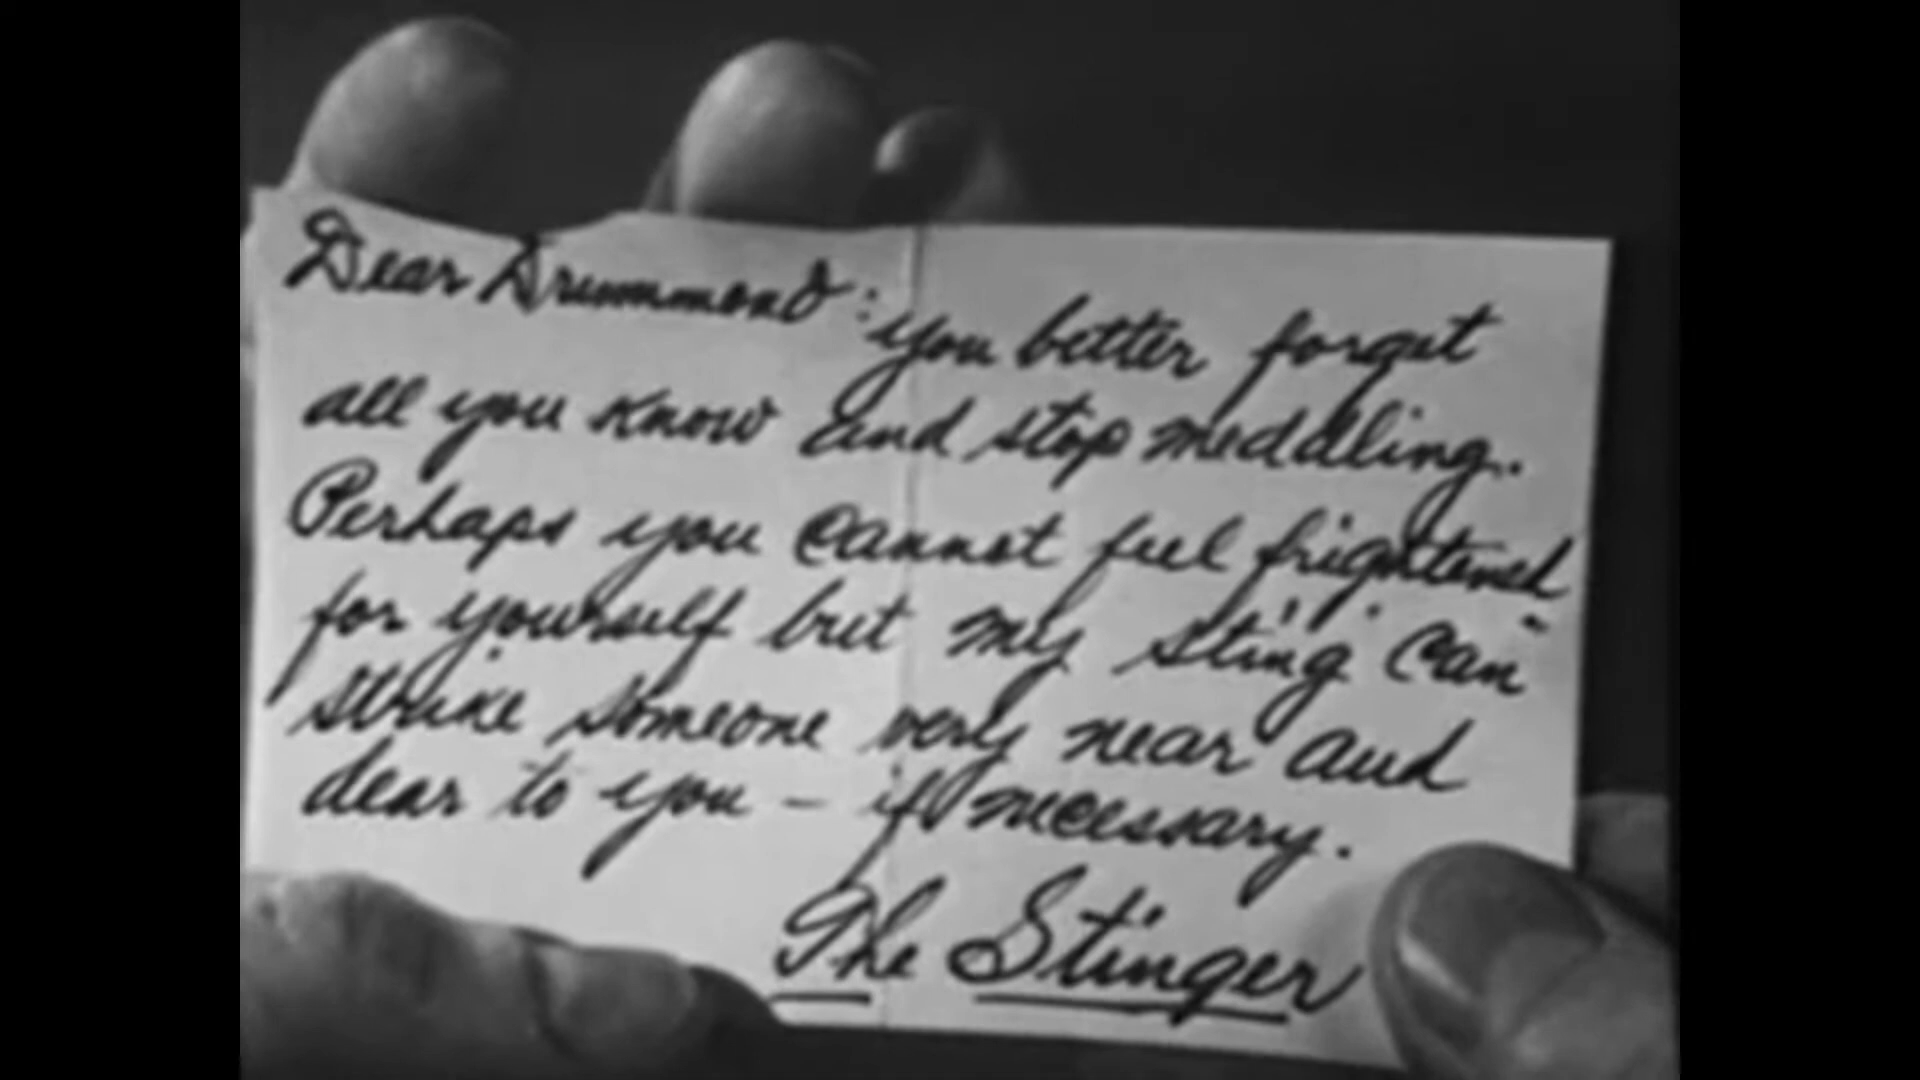 Dear Drummond: you better forget
all you know and stop meddling.
Perhaps you cannot feel frightened
for yourself but my "sting" can
strike someone very near and
dear to you – if necessary.
The Stinger